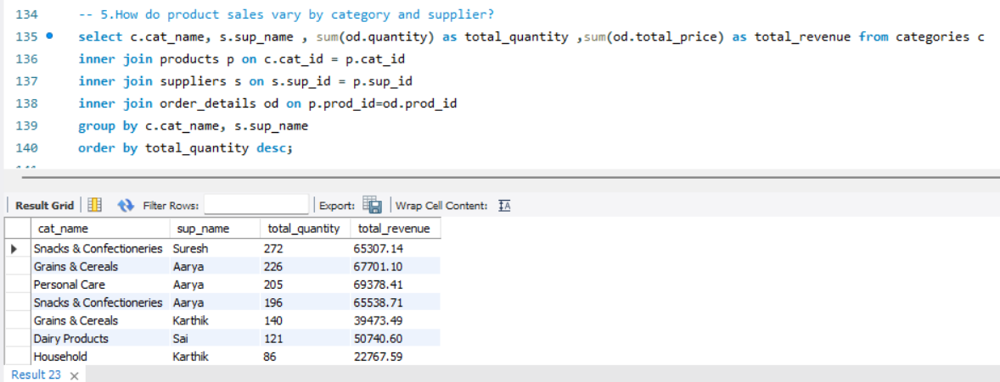 134 -- 5.How do product sales vary by category and supplier?
135 select c.cat_name, s.sup_name , sum(od.quantity) as total_quantity ,sum(od.total_price) as total_revenue from categories c
136 inner join products p on c.cat_id = p.cat_id
137 inner join suppliers s on s.sup_id = p.sup_id
138 inner join order_details od on p.prod_id=od.prod_id
139 group by c.cat_name, s.sup_name
140 order by total_quantity desc;
Result Grid Filter Rows: Export: Wrap Cell Content: IA
cat_name sup_name total_quantity total_revenue
Snacks & Confectioneries Suresh 272 65307.14
Grains & Cereals Aarya 226 67701.10
Personal Care Aarya 205 69378.41
Snacks & Confectioneries Aarya 196 65538.71
Grains & Cereals Karthik 140 39473.49
Dairy Products Sai 121 50740.60
Household Karthik 86 22767.59
Result 23 ×